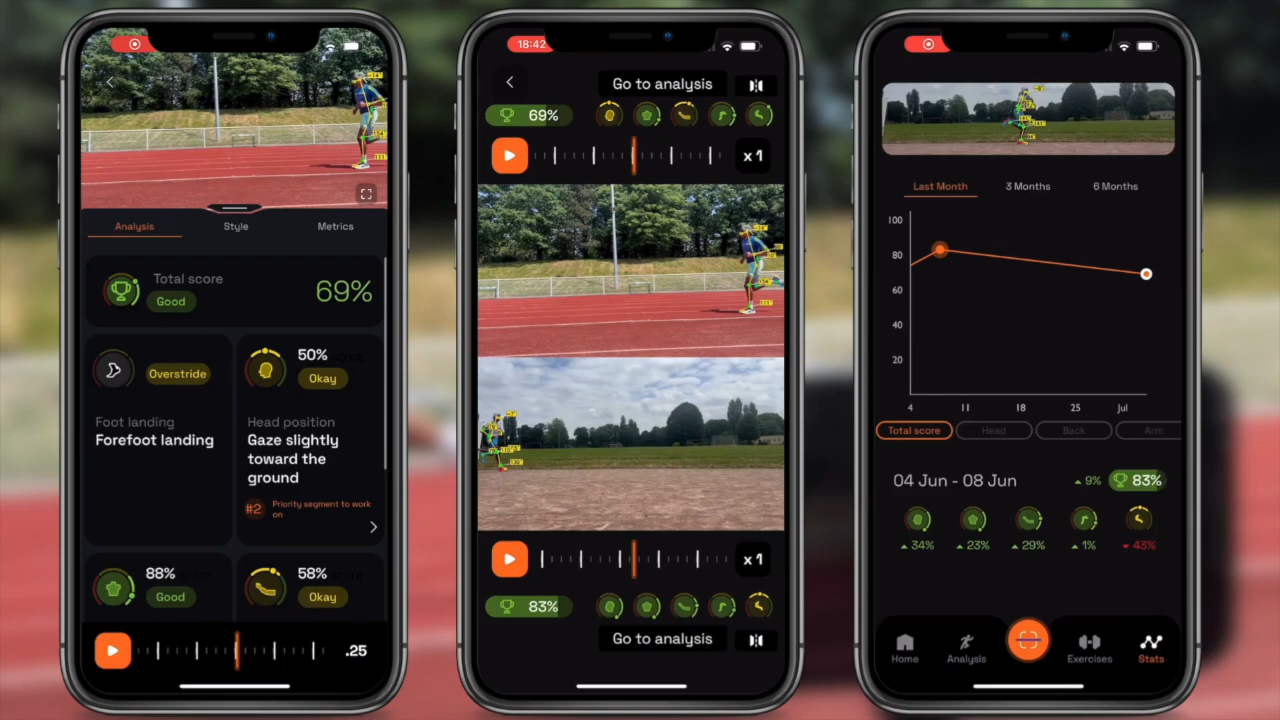 Analysis
Style
Metrics
Total score
Good
69%
Overstride
Foot landing
Forefoot landing
50%
Okay
Head position
Gaze slightly
toward the
ground
#2
Priority segment to work
on
88%
Good
58%
Okay
.25
18:42
Go to analysis
69%
x 1
x 1
83%
Go to analysis
Last Month
3 Months
6 Months
100
80
60
40
20
4
11
18
25
Jul
Total score
Head
Back
Arm
04 Jun - 08 Jun
9%
83%
34%
23%
29%
1%
43%
Home
Analysis
Exercises
Stats